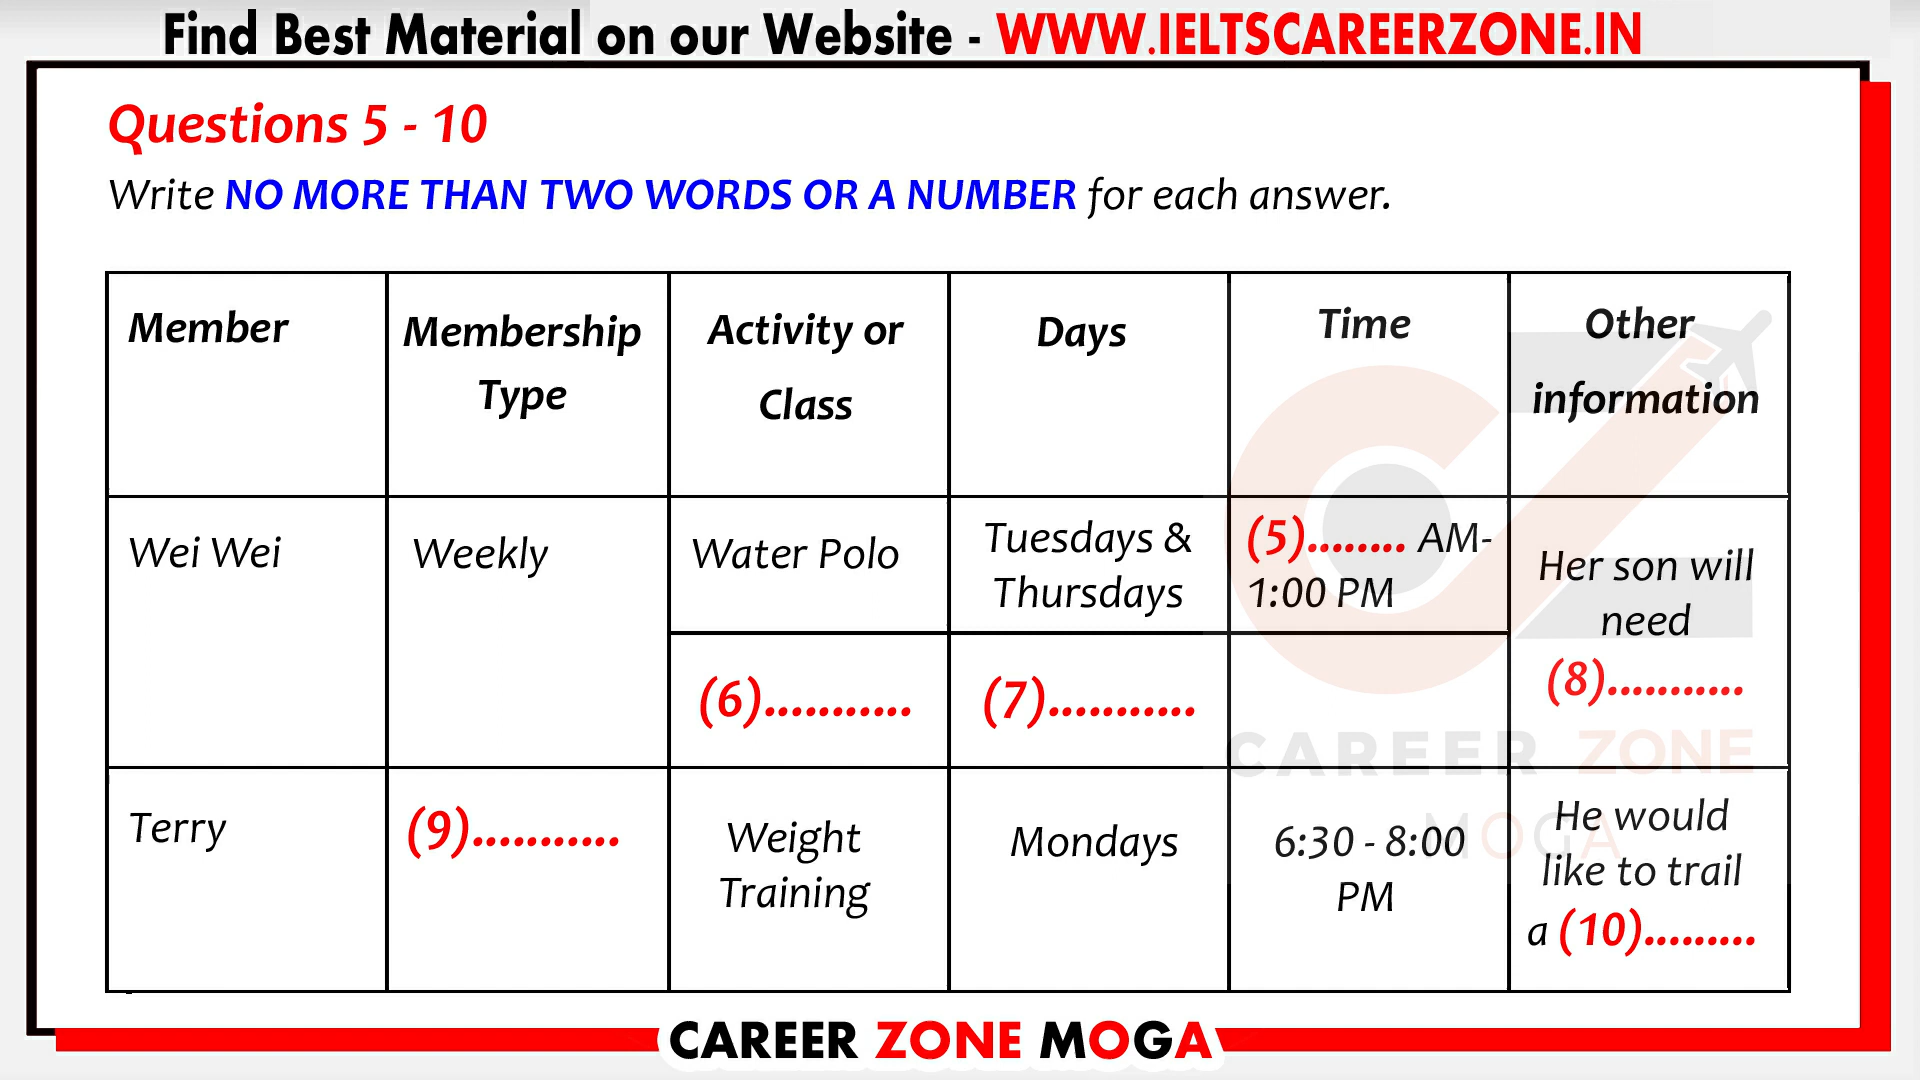 Find Best Material on our Website - WWW.IELTSCAREERZONE.IN
Questions 5 - 10
Write NO MORE THAN TWO WORDS OR A NUMBER for each answer.
Member
Membership
Type
Activity or
Class
Days
Time
Other
information
Wei Wei
Weekly
Water Polo
Tuesdays &
Thursdays
(5)........ AM-
1:00 PM
Her son will
need
(8)...........
(6)...........
(7)...........
Terry
(9)...........
Weight
Training
Mondays
6:30 - 8:00
PM
He would
like to trail
a (10).........
CAREER ZONE
MOGA
CAREER ZONE MOGA